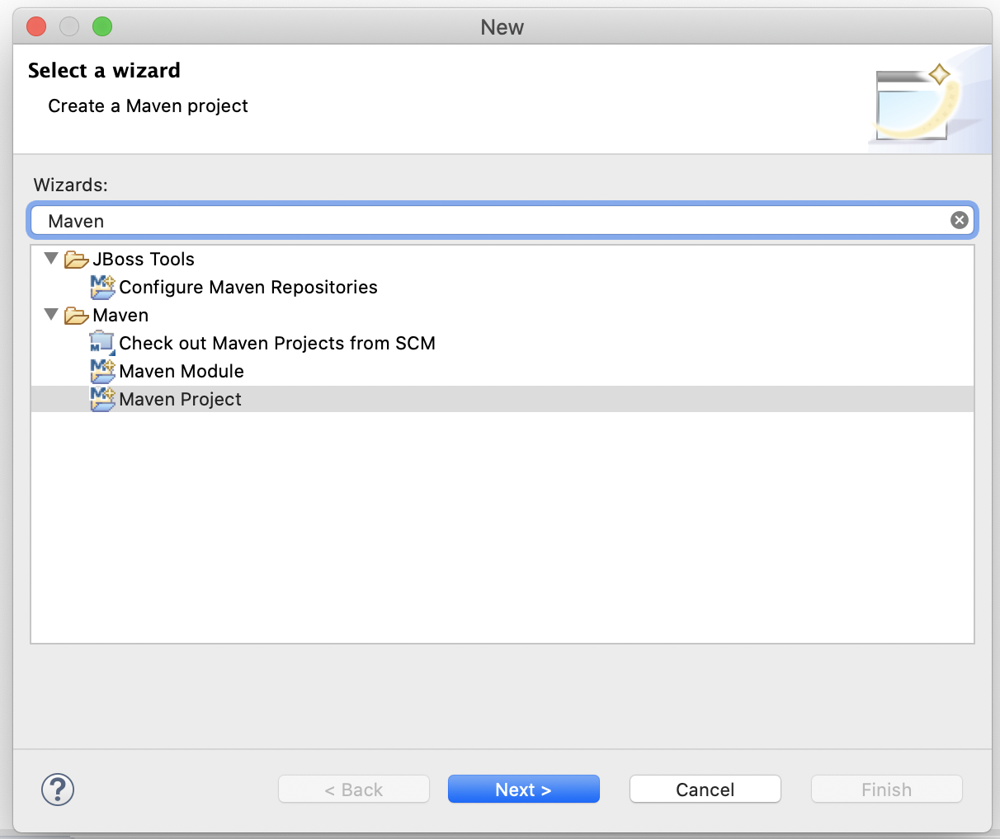 New
Select a wizard
Create a Maven project
Wizards:
Maven
JBoss Tools
Configure Maven Repositories
Maven
Check out Maven Projects from SCM
Maven Module
Maven Project
?
< Back
Next >
Cancel
Finish